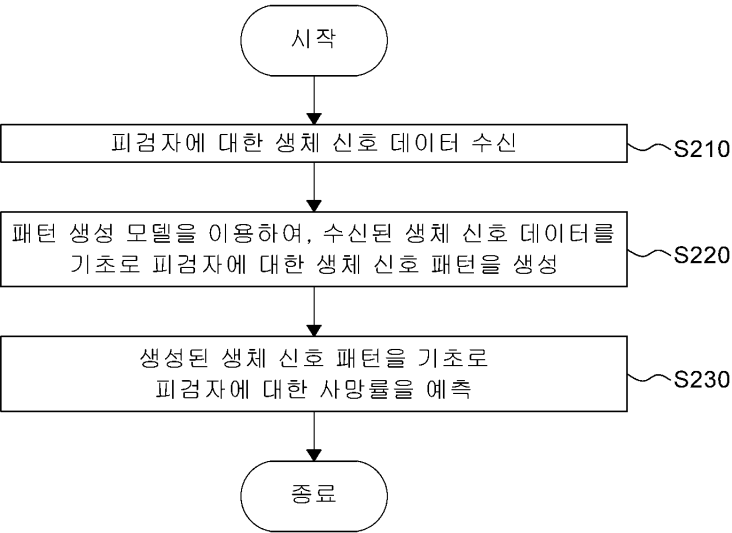 시작
피검자에 대한 생체 신호 데이터 수신
S210
패턴 생성 모델을 이용하여, 수신된 생체 신호 데이터를
기초로 피검자에 대한 생체 신호 패턴을 생성
S220
생성된 생체 신호 패턴을 기초로
피검자에 대한 사망률을 예측
S230
종료